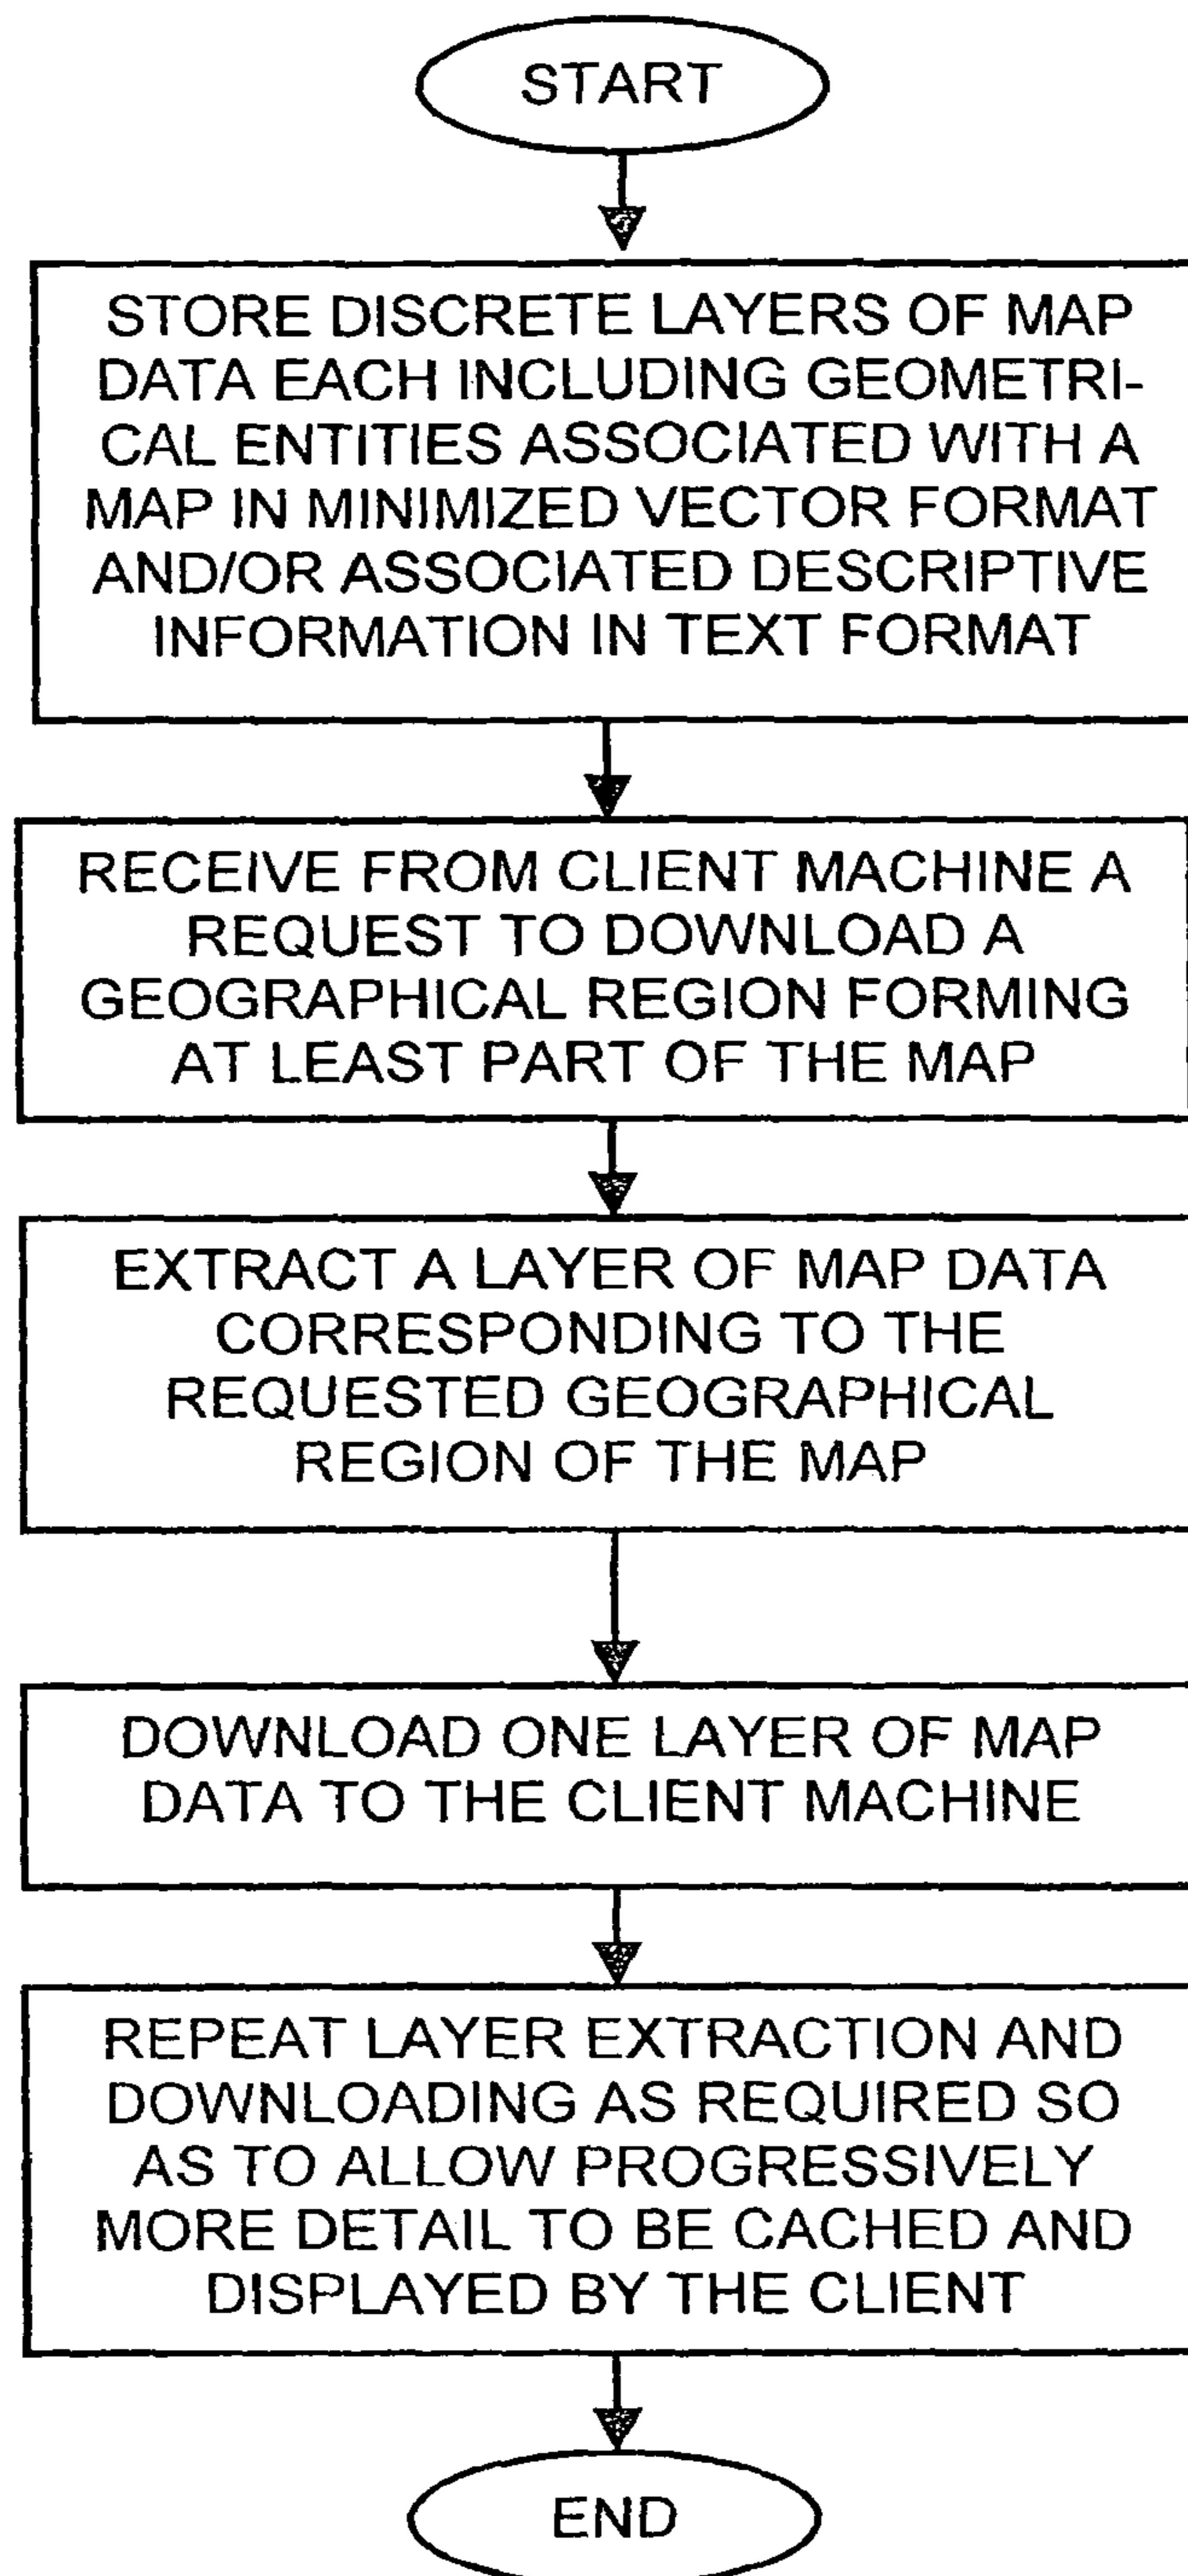 START
STORE DISCRETE LAYERS OF MAP
DATA EACH INCLUDING GEOMETRI-
CAL ENTITIES ASSOCIATED WITH A
MAP IN MINIMIZED VECTOR FORMAT
AND/OR ASSOCIATED DESCRIPTIVE
INFORMATION IN TEXT FORMAT
RECEIVE FROM CLIENT MACHINE A
REQUEST TO DOWNLOAD A
GEOGRAPHICAL REGION FORMING
AT LEAST PART OF THE MAP
EXTRACT A LAYER OF MAP DATA
CORRESPONDING TO THE
REQUESTED GEOGRAPHICAL
REGION OF THE MAP
DOWNLOAD ONE LAYER OF MAP
DATA TO THE CLIENT MACHINE
REPEAT LAYER EXTRACTION AND
DOWNLOADING AS REQUIRED SO
AS TO ALLOW PROGRESSIVELY
MORE DETAIL TO BE CACHED AND
DISPLAYED BY THE CLIENT
END